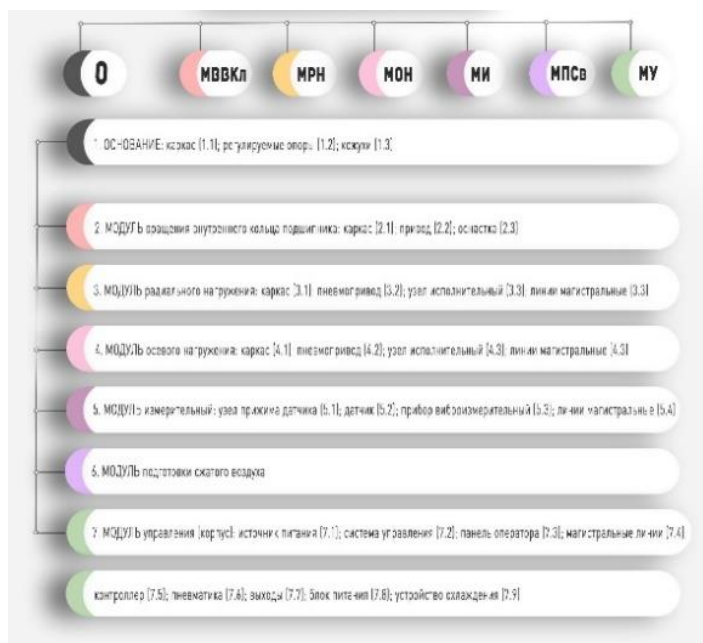 О
МВВКл
МРН
МОН
МИ
МПСв
МУ
1. ОСНОВАНИЕ: каркас (1.1); регулируемые опоры (1.2); кожухи (1.3)
2. МОДУЛЬ вращения внутреннего кольца подшипника: каркас (2.1); привод (2.2); оснастка (2.3)
3. МОДУЛЬ радиального нагружения: каркас (3.1) пневмопривод (3.2); узел исполнительный (3.3); линии магистральные (3.3)
4. МОДУЛЬ осевого нагружения: каркас (4.1) пневмопривод (4.2); узел исполнительный (4.3); линии магистральные (4.3)
5. МОДУЛЬ измерительный: узел прижима датчика (5.1); датчик (5.2); прибор виброизмерительный (5.3); линии магистральные (5.4)
6. МОДУЛЬ подготовки сжатого воздуха
7. МОДУЛЬ управления (корпус): источник питания (7.1); система управления (7.2); панель оператора (7.3); магистральные линии (7.4)
контроллер (7.5); пневматика (7.6); выходы (7.7); блок питания (7.8); устройство охлаждения (7.9)